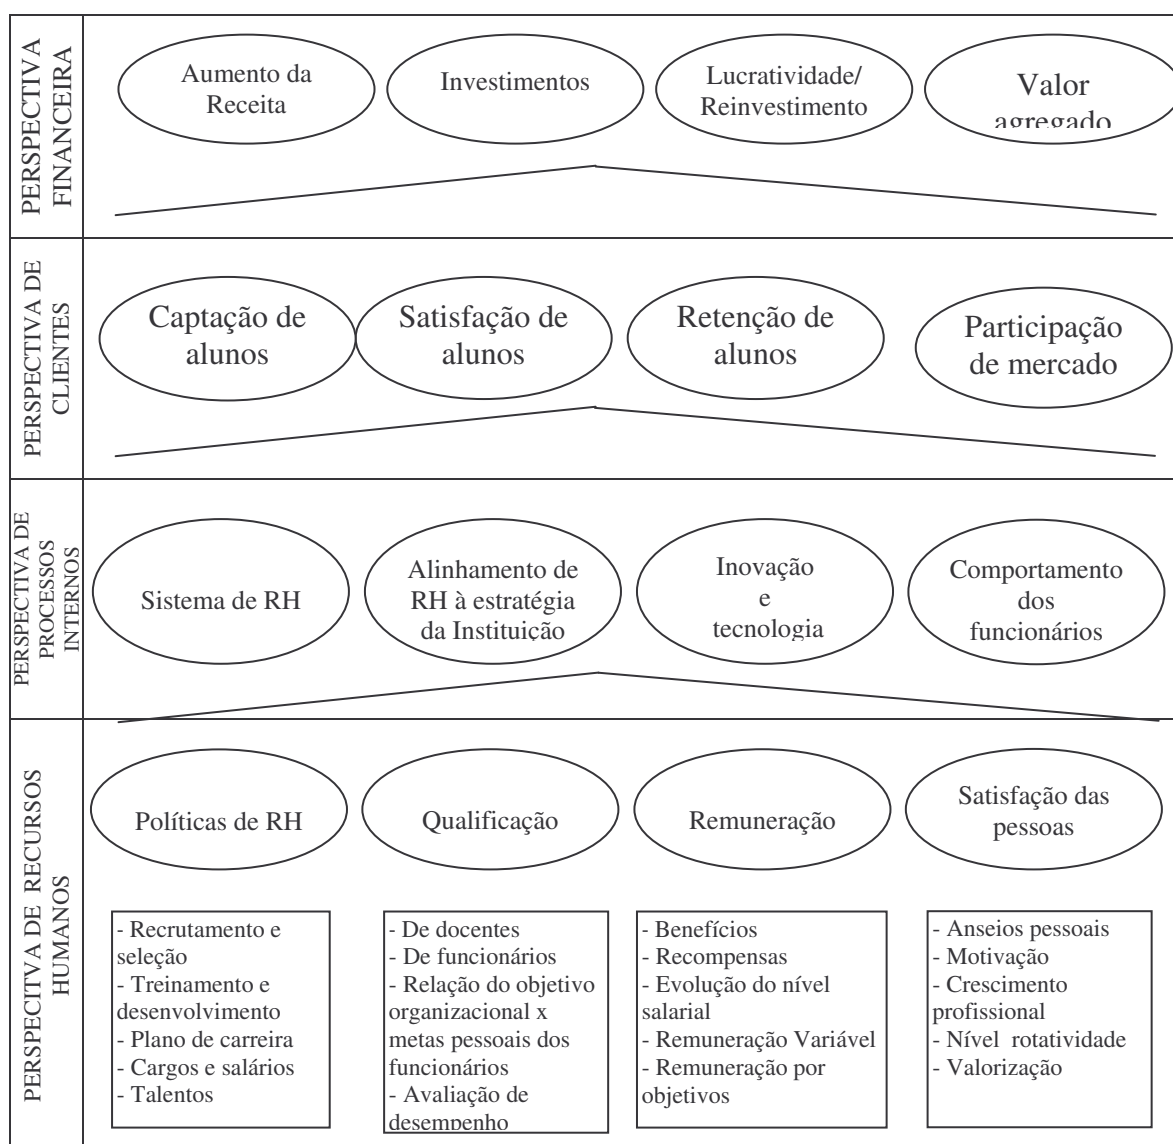 PERSPECTIVA
FINANCEIRA
Aumento da
Receita
Investimentos
Lucratividade/
Reinvestimento
Valor
agregado
PERSPECTIVA DE
CLIENTES
Captação de
alunos
Satisfação de
alunos
Retenção de
alunos
Participação
de mercado
PERSPECTIVA DE
PROCESSOS
INTERNOS
Sistema de RH
Alinhamento de
RH à estratégia
da Instituição
Inovação
e
tecnologia
Comportamento
dos
funcionários
PERSPECITVA DE RECURSOS
HUMANOS
Políticas de RH
Qualificação
Remuneração
Satisfação das
pessoas
- Recrutamento e
seleção
- Treinamento e
desenvolvimento
- Plano de carreira
- Cargos e salários
- Talentos
- De docentes
- De funcionários
- Relação do objetivo
organizacional x
metas pessoais dos
funcionários
- Avaliação de
desempenho
- Benefícios
- Recompensas
- Evolução do nível
salarial
- Remuneração Variável
- Remuneração por
objetivos
- Anseios pessoais
- Motivação
- Crescimento
profissional
- Nível rotatividade
- Valorização